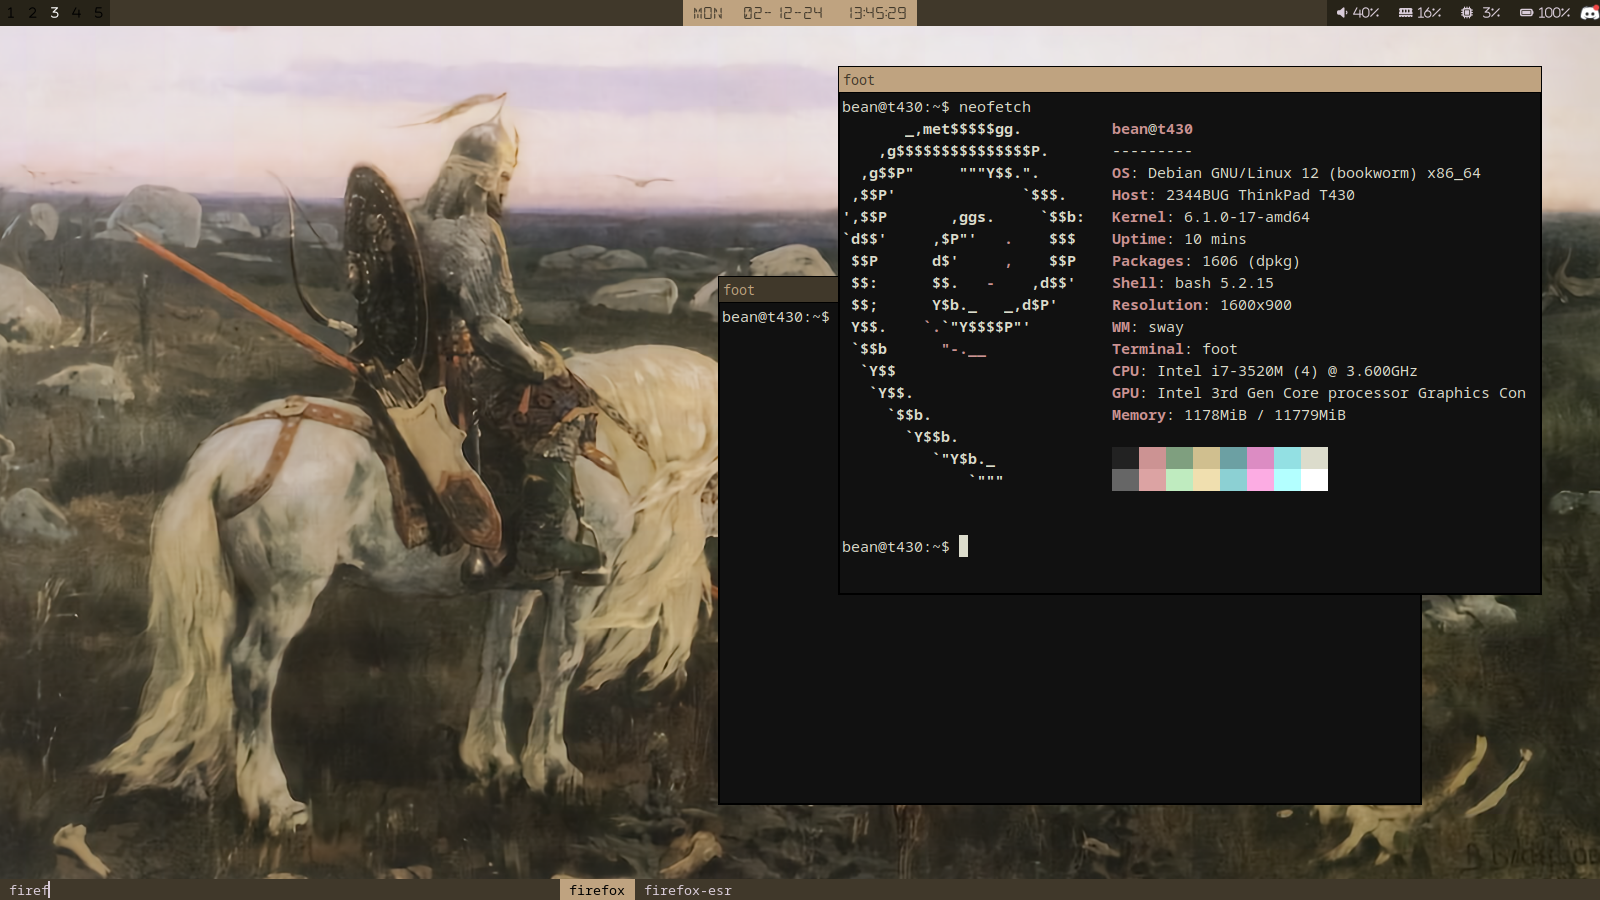 1 2 3 4 5
MON 02-12-24 13:45:29
40% 16% 3% 100%
foot
bean@t430:~$ neofetch
       _,met$$$$$gg.
    ,g$$$$$$$$$$$$$$$P.
  ,g$$P"     """Y$$.".
 ,$$P'              `$$$.
',$$P       ,ggs.     `$$b:
`d$$'     ,$P"'   .    $$$
 $$P      d$'     ,    $$P
 $$:      $$.   -    ,d$$'
 $$;      Y$b._   _,d$P'
 Y$$.    `.`"Y$$$$P"'
 `$$b      "-.__
  `Y$$
   `Y$$.
     `$$b.
       `Y$$b.
          `"Y$b._
              `"""
bean@t430
---------
OS: Debian GNU/Linux 12 (bookworm) x86_64
Host: 2344BUG ThinkPad T430
Kernel: 6.1.0-17-amd64
Uptime: 10 mins
Packages: 1606 (dpkg)
Shell: bash 5.2.15
Resolution: 1600x900
WM: sway
Terminal: foot
CPU: Intel i7-3520M (4) @ 3.600GHz
GPU: Intel 3rd Gen Core processor Graphics Con
Memory: 1178MiB / 11779MiB
bean@t430:~$
foot
bean@t430:~$
firef
firefox firefox-esr